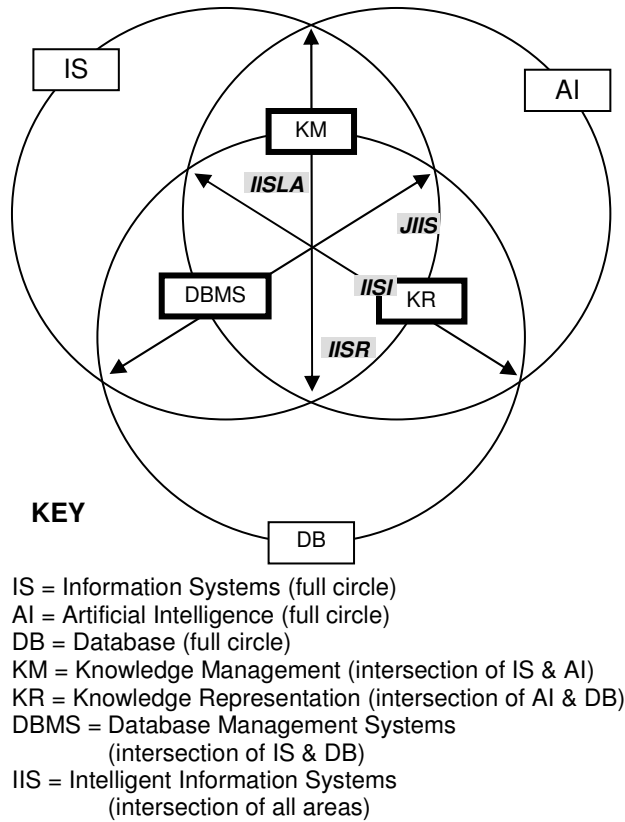 IS
AI
KM
IISLA
JIIS
DBMS
IISI
KR
IISR
KEY
DB
IS = Information Systems (full circle)
AI = Artificial Intelligence (full circle)
DB = Database (full circle)
KM = Knowledge Management (intersection of IS & AI)
KR = Knowledge Representation (intersection of AI & DB)
DBMS = Database Management Systems
(intersection of IS & DB)
IIS = Intelligent Information Systems
(intersection of all areas)